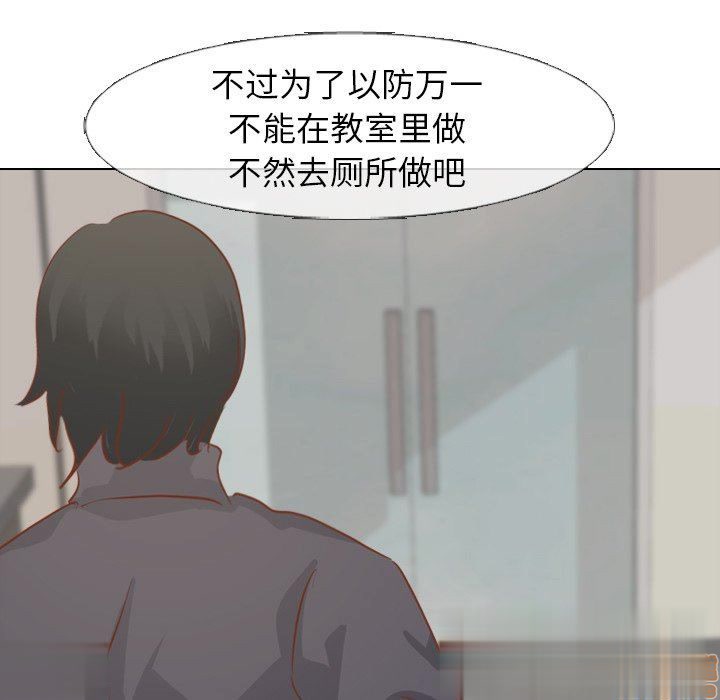 不过为了以防万一
不能在教室里做
不然去厕所做吧